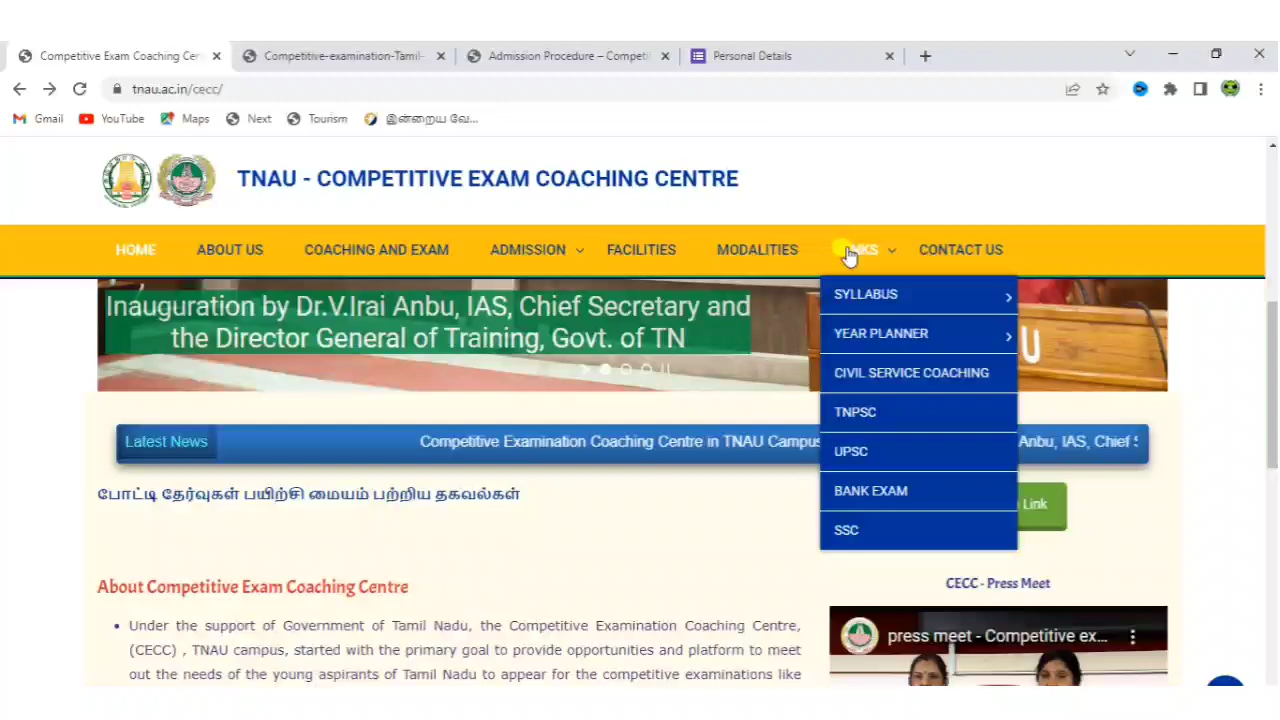 Competitive Exam Coaching Cer
Competitive-examination-Tamil-
Admission Procedure – Competi
Personal Details
tnau.ac.in/cecc/
Gmail
YouTube
Maps
Next
Tourism
இன்றைய வே...
TNAU - COMPETITIVE EXAM COACHING CENTRE
HOME ABOUT US COACHING AND EXAM ADMISSION FACILITIES MODALITIES CONTACT US
Inauguration by Dr.V.Irai Anbu, IAS, Chief Secretary and
the Director General of Training, Govt. of TN
U
SYLLABUS
YEAR PLANNER
CIVIL SERVICE COACHING
TNPSC
UPSC
BANK EXAM
SSC
Latest News
Competitive Examination Coaching Centre in TNAU Campus
Anbu, IAS, Chief
போட்டி தேர்வுகள் பயிற்சி மையம் பற்றிய தகவல்கள்
Link
About Competitive Exam Coaching Centre
Under the support of Government of Tamil Nadu, the Competitive Examination Coaching Centre,
(CECC) , TNAU campus, started with the primary goal to provide opportunities and platform to meet
out the needs of the young aspirants of Tamil Nadu to appear for the competitive examinations like
CECC - Press Meet
press meet - Competitive ex...